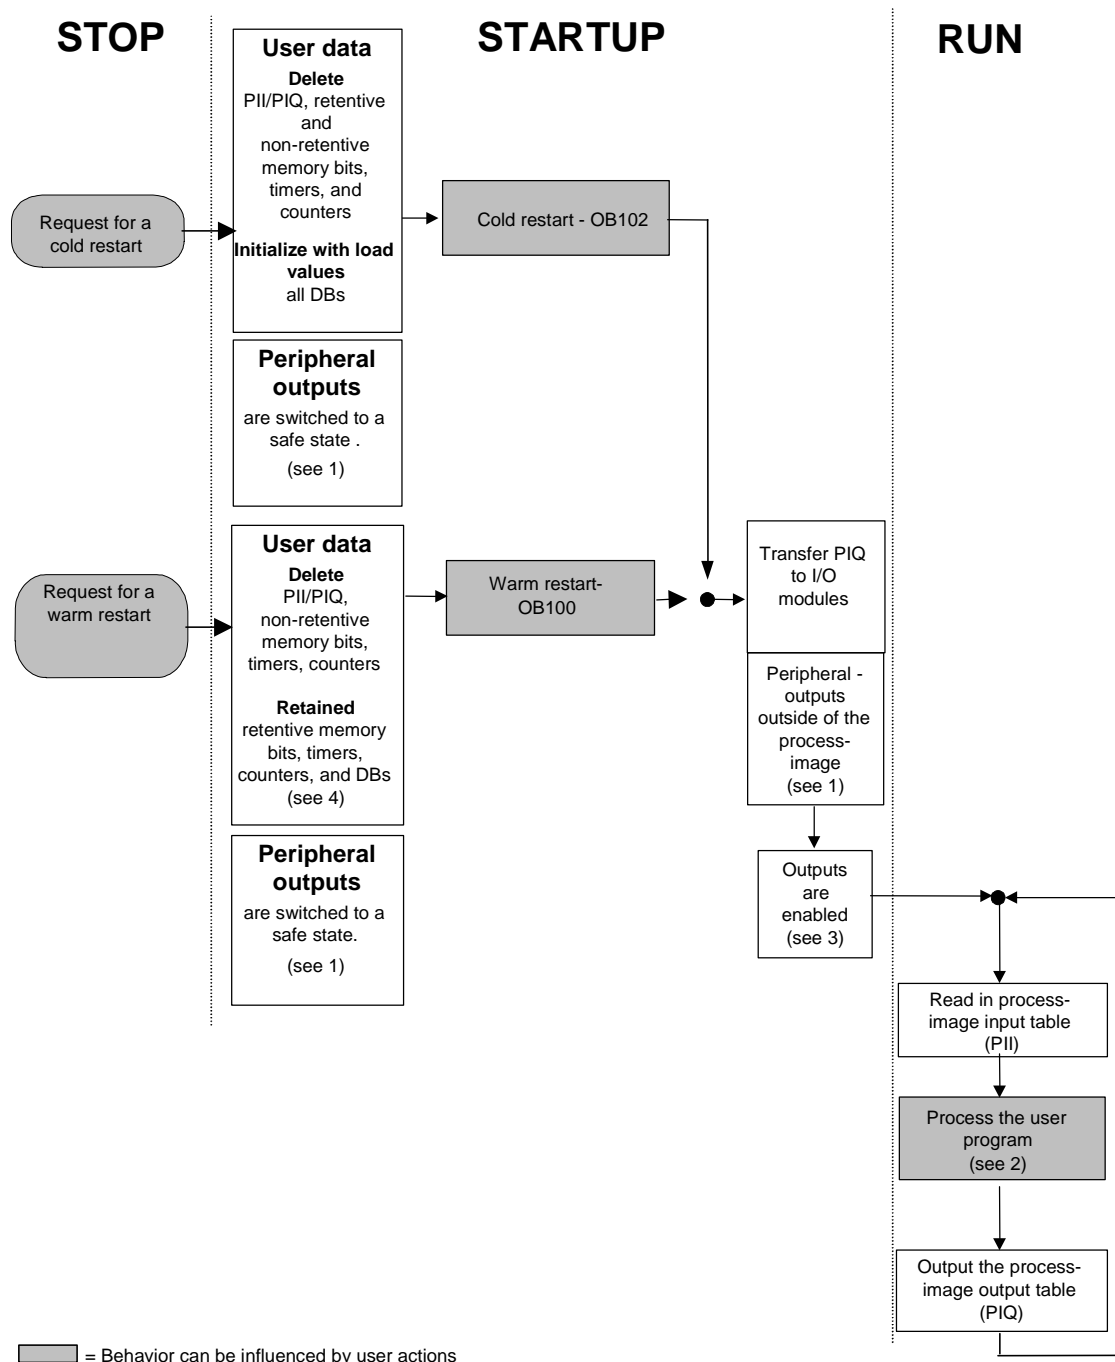 STOP
STARTUP
RUN
User data
Delete
PII/PIQ, retentive
and
non-retentive
memory bits,
timers, and
counters
Initialize with load
values
all DBs
Request for a
cold restart
Cold restart - OB102
Peripheral
outputs
are switched to a
safe state .
(see 1)
User data
Delete
PII/PIQ,
non-retentive
memory bits,
timers, counters
Retained
retentive memory
bits, timers,
counters, and DBs
(see 4)
Request for a
warm restart
Warm restart-
OB100
Transfer PIQ
to I/O
modules
Peripheral -
outputs
outside of the
process-
image
(see 1)
Peripheral
outputs
are switched to a
safe state.
(see 1)
Outputs
are
enabled
(see 3)
Read in process-
image input table
(PII)
Process the user
program
(see 2)
Output the process-
image output table
(PIQ)
= Behavior can be influenced by user actions